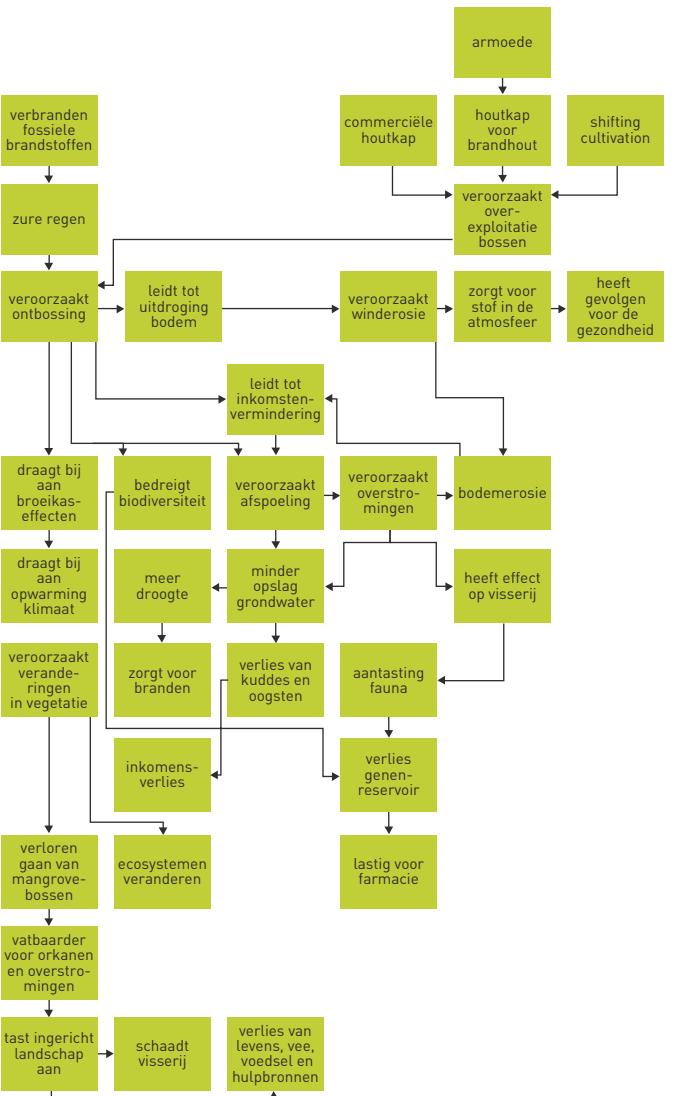 armoede
verbranden
fossiele
brandstoffen
commerciële
houtkap
houtkap
voor
brandhout
shifting
cultivation
zure regen
veroorzaakt
over-
exploitatie
bossen
veroorzaakt
ontbossing
leidt tot
uitdroging
bodem
veroorzaakt
winderosie
zorgt voor
stof in de
atmosfeer
heeft
gevolgen
voor de
gezondheid
leidt tot
inkomsten-
vermindering
draagt bij
aan
broeikas-
effecten
bedreigt
biodiversiteit
veroorzaakt
afspoeling
veroorzaakt
overstro-
mingen
bodemerosie
draagt bij
aan
opwarming
klimaat
meer
droogte
minder
opslag
grondwater
heeft effect
op visserij
veroorzaakt
verande-
ringen
in vegetatie
zorgt voor
branden
verlies van
kuddes en
oogsten
aantasting
fauna
inkomens-
verlies
verlies
genen-
reservoir
verloren
gaan van
mangrove-
bossen
ecosystemen
veranderen
lastig voor
farmacie
vatbaarder
voor orkanen
en overstro-
mingen
tast ingericht
landschap
aan
schaadt
visserij
verlies van
levens, vee,
voedsel en
hulpbronnen